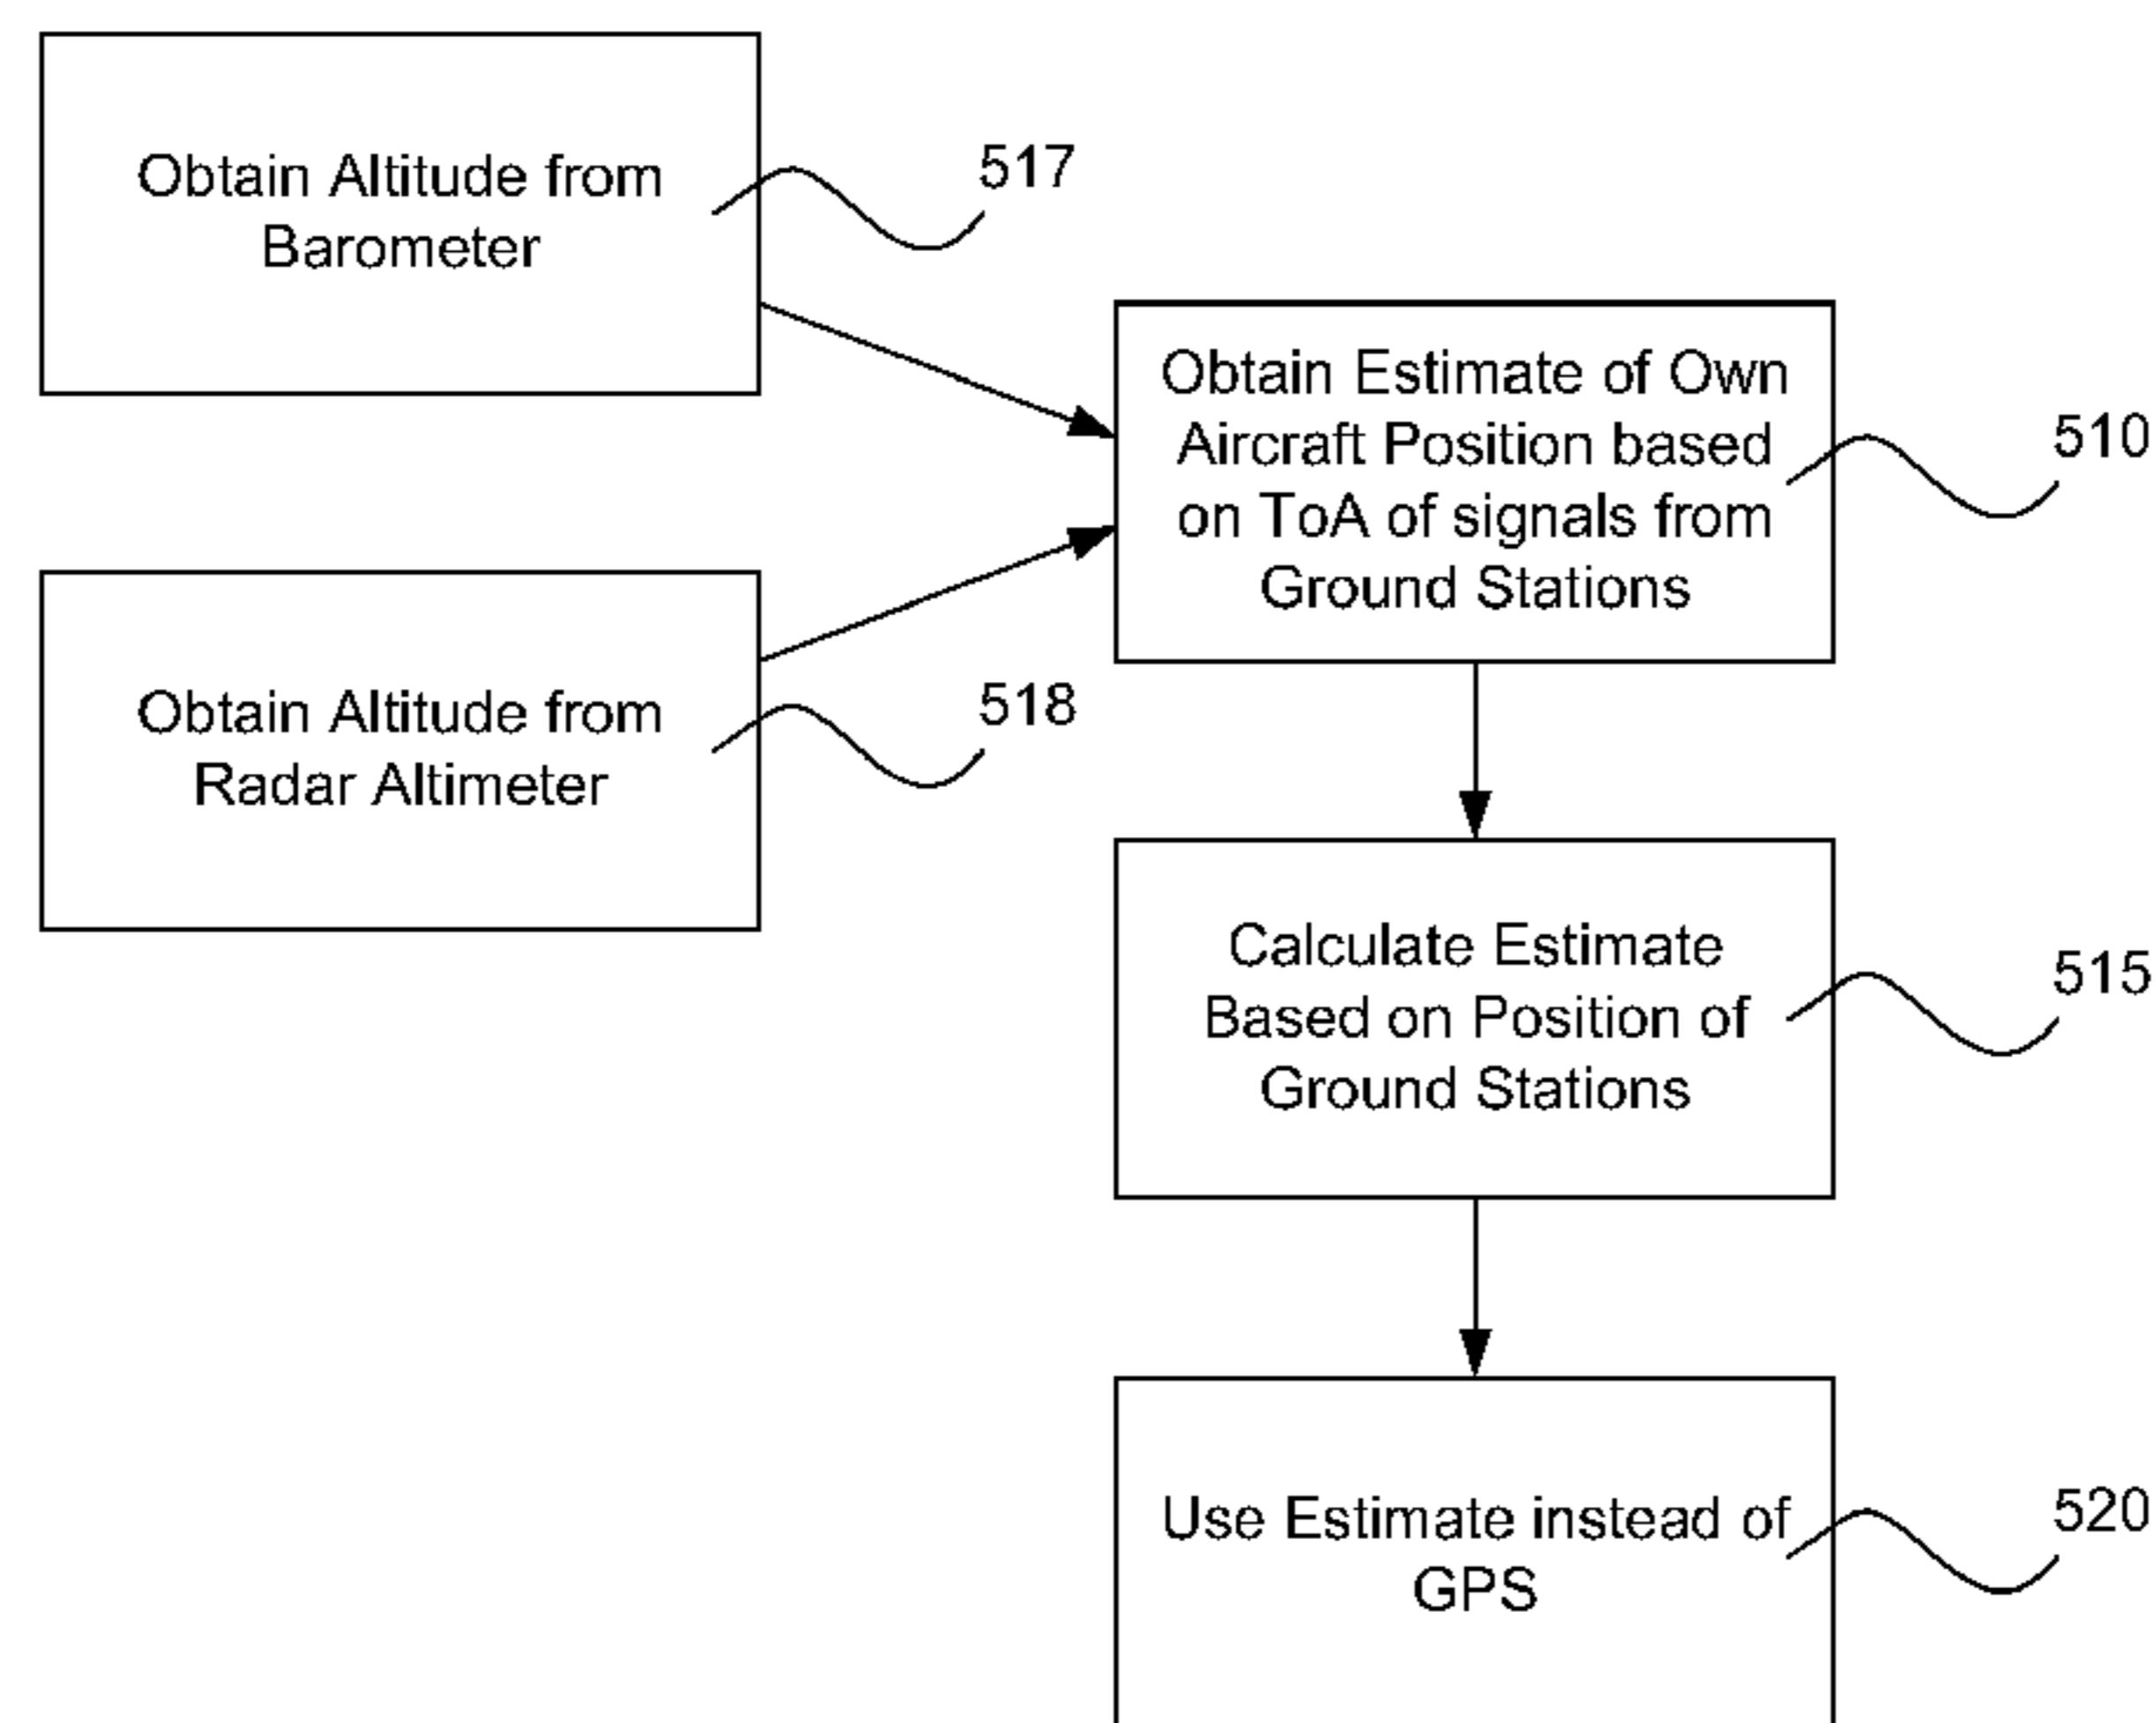 Obtain Altitude from
Barometer
517
Obtain Estimate of Own
Aircraft Position based
on ToA of signals from
Ground Stations
510
Obtain Altitude from
Radar Altimeter
518
Calculate Estimate
Based on Position of
Ground Stations
515
Use Estimate instead of
GPS
520